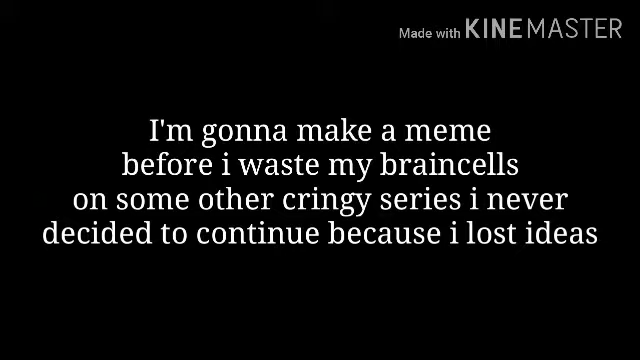 Made with KINEMASTER
I'm gonna make a meme
before i waste my braincells
on some other cringy series i never
decided to continue because i lost ideas